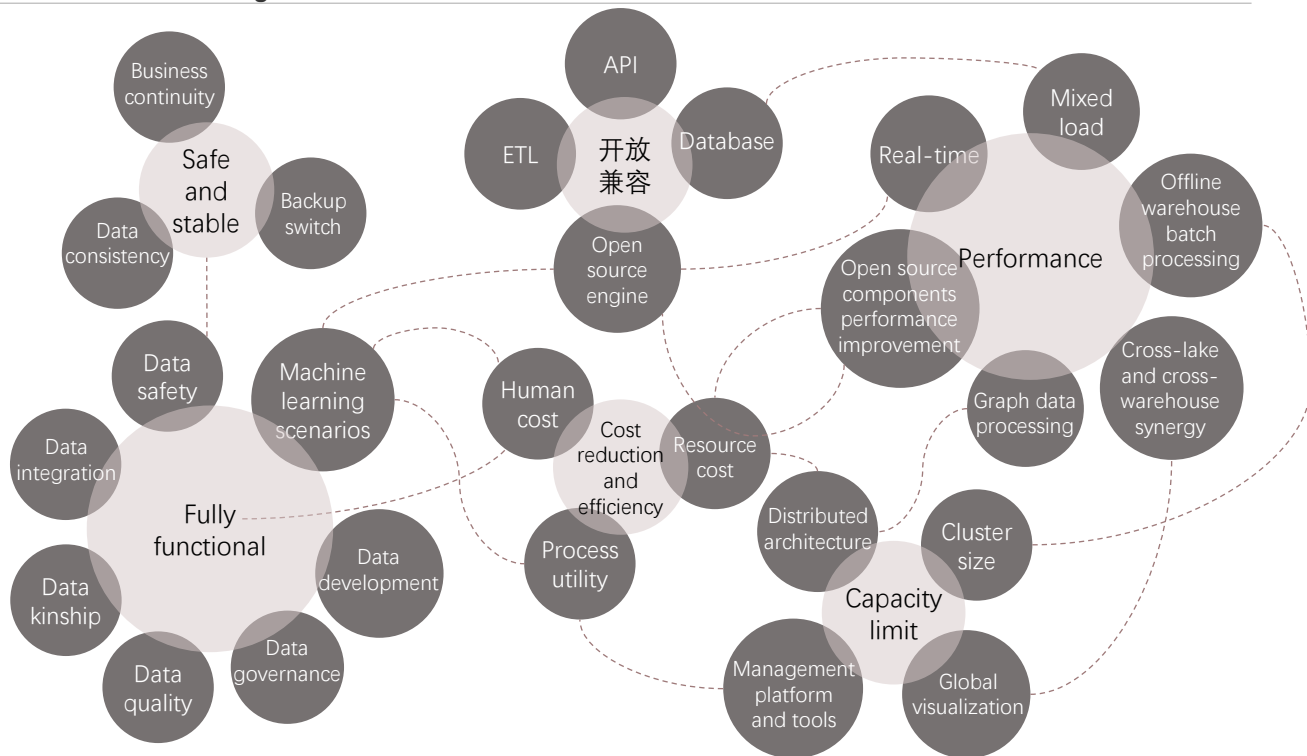 Business
continuity
Safe
and
stable
Data
consistency
Backup
switch
API
ETL
开放
兼容
Database
Open
source
engine
Real-time
Mixed
load
Performance
Offline
warehouse
batch
processing
Open source
components
performance
improvement
Cross-lake
and cross-
warehouse
synergy
Graph data
processing
Data
safety
Machine
learning
scenarios
Data
integration
Fully
functional
Data
kinship
Data
quality
Data
governance
Data
development
Human
cost
Cost
reduction
and
efficiency
Resource
cost
Process
utility
Distributed
architecture
Cluster
size
Capacity
limit
Management
platform
and tools
Global
visualization